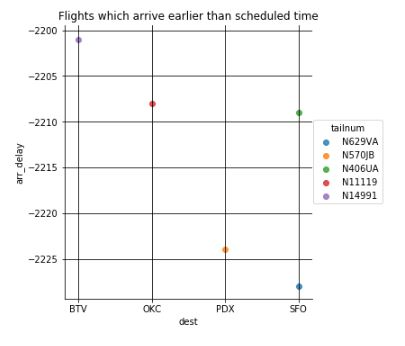 Flights which arrive earlier than scheduled time
−2200
−2205
−2210
−2215
−2220
−2225
arr_delay
BTV
OKC
PDX
SFO
dest
tailnum
N629VA
N570JB
N406UA
N11119
N14991